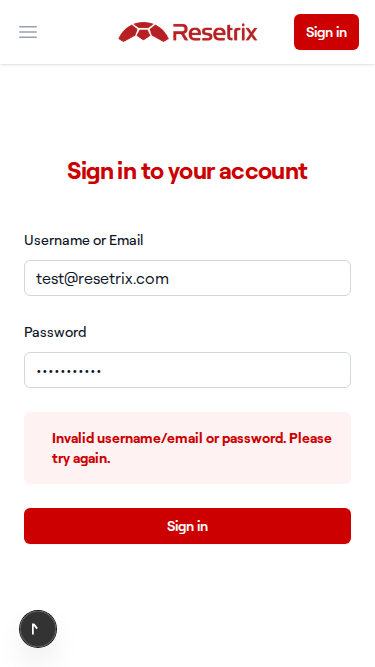 Resetrix
Sign in
Sign in to your account
Username or Email
test@resetrix.com
Password
•••••••••••
Invalid username/email or password. Please
try again.
Sign in